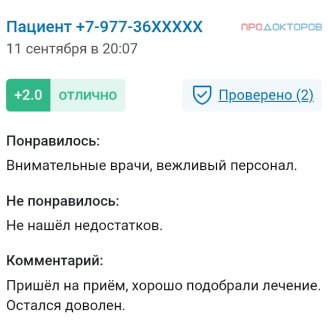 Пациент +7-977-36XXXXX
ПРОДОКТОРОВ
11 сентября в 20:07
+2.0 отлично
Проверено (2)
Понравилось:
Внимательные врачи, вежливый персонал.
Не понравилось:
Не нашёл недостатков.
Комментарий:
Пришёл на приём, хорошо подобрали лечение.
Остался доволен.